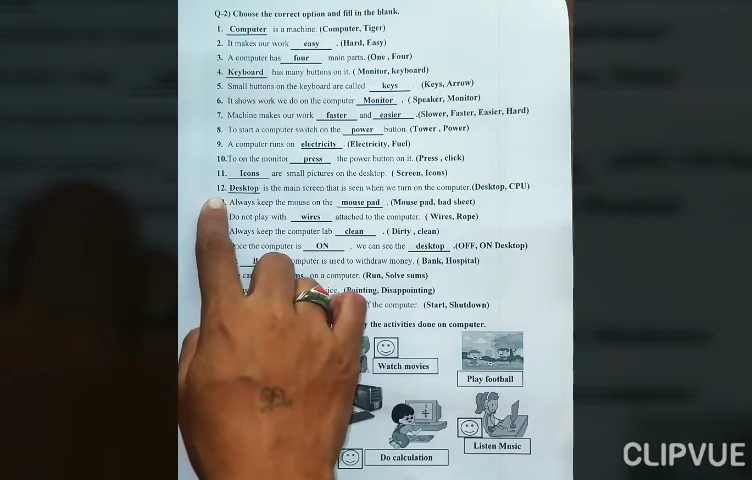 Q-2) Choose the correct option and fill in the blank.
1. Computer is a machine. (Computer, Tiger)
2. It makes our work easy . (Hard, Easy)
3. A computer has four main parts. (One , Four)
4. Keyboard has many buttons on it. ( Monitor, keyboard)
5. Small buttons on the keyboard are called keys . (Keys, Arrow)
6. It shows work we do on the computer Monitor . ( Speaker, Monitor)
7. Machine makes our work faster and easier .(Slower, Faster, Easier, Hard)
8. To start a computer switch on the power button. (Tower , Power)
9. A computer runs on electricity . (Electricity, Fuel)
10.To on the monitor press the power button on it. (Press , click)
11. Icons are small pictures on the desktop. ( Screen, Icons)
12. Desktop is the main screen that is seen when we turn on the computer.(Desktop, CPU)
Always keep the mouse on the mouse pad . (Mouse pad, bad sheet)
Do not play with wires attached to the computer. ( Wires, Rope)
Always keep the computer lab clean . ( Dirty , clean)
the computer is ON , we can see the desktop .(OFF, ON Desktop)
computer is used to withdraw money. ( Bank, Hospital)
on a computer. (Run, Solve sums)
(Pointing, Disappointing)
the computer. (Start, Shutdown)
the activities done on computer.
Watch movies
Play football
Do calculation
Listen Music
CLIPVUE